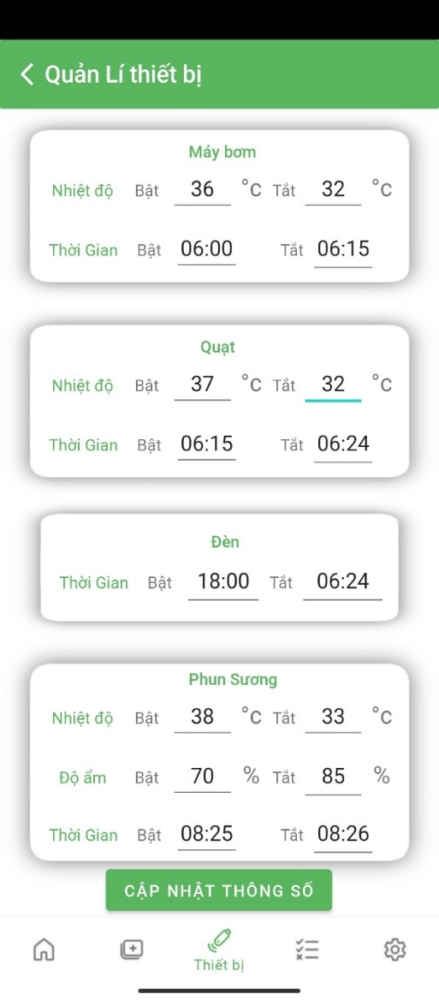 Quản Lí thiết bị
Máy bơm
Nhiệt độ Bật 36 °C Tắt 32 °C
Thời Gian Bật 06:00 Tắt 06:15
Quạt
Nhiệt độ Bật 37 °C Tắt 32 °C
Thời Gian Bật 06:15 Tắt 06:24
Đèn
Thời Gian Bật 18:00 Tắt 06:24
Phun Sương
Nhiệt độ Bật 38 °C Tắt 33 °C
Độ ẩm Bật 70 % Tắt 85 %
Thời Gian Bật 08:25 Tắt 08:26
CẬP NHẬT THÔNG SỐ
Thiết bị